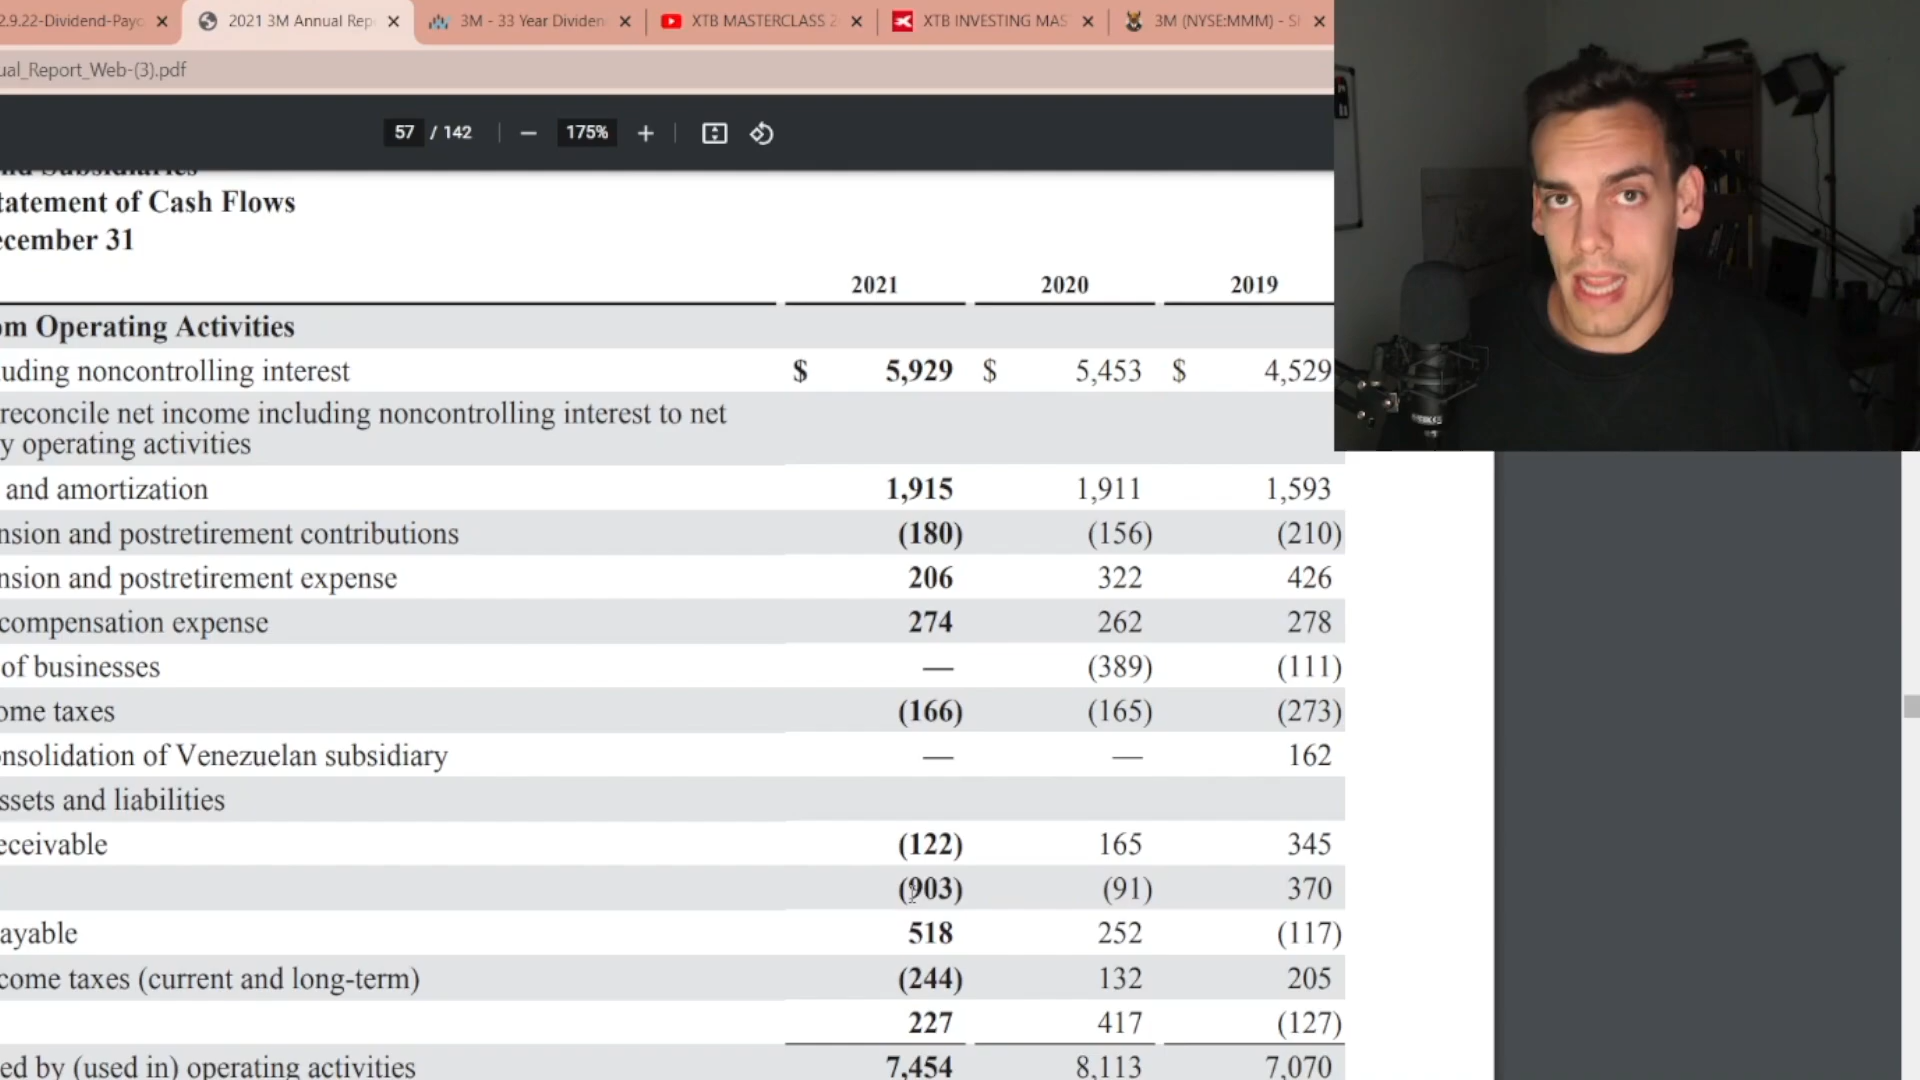 2.9.22-Dividend-Payo
2021 3M Annual Rep
3M - 33 Year Dividen
XTB MASTERCLASS 2
XTB INVESTING MAS
3M (NYSE:MMM) - S
ual_Report_Web-(3).pdf
57 / 142 — 175% +
nd Subsidiaries
tatement of Cash Flows
ecember 31
2021 2020 2019
om Operating Activities
luding noncontrolling interest $ 5,929 $ 5,453 $ 4,529
reconcile net income including noncontrolling interest to net
y operating activities
and amortization 1,915 1,911 1,593
nsion and postretirement contributions (180) (156) (210)
nsion and postretirement expense 206 322 426
compensation expense 274 262 278
of businesses — (389) (111)
ome taxes (166) (165) (273)
onsolidation of Venezuelan subsidiary — — 162
ssets and liabilities
eceivable (122) 165 345
(903) (91) 370
ayable 518 252 (117)
come taxes (current and long-term) (244) 132 205
227 417 (127)
ed by (used in) operating activities 7,454 8,113 7,070